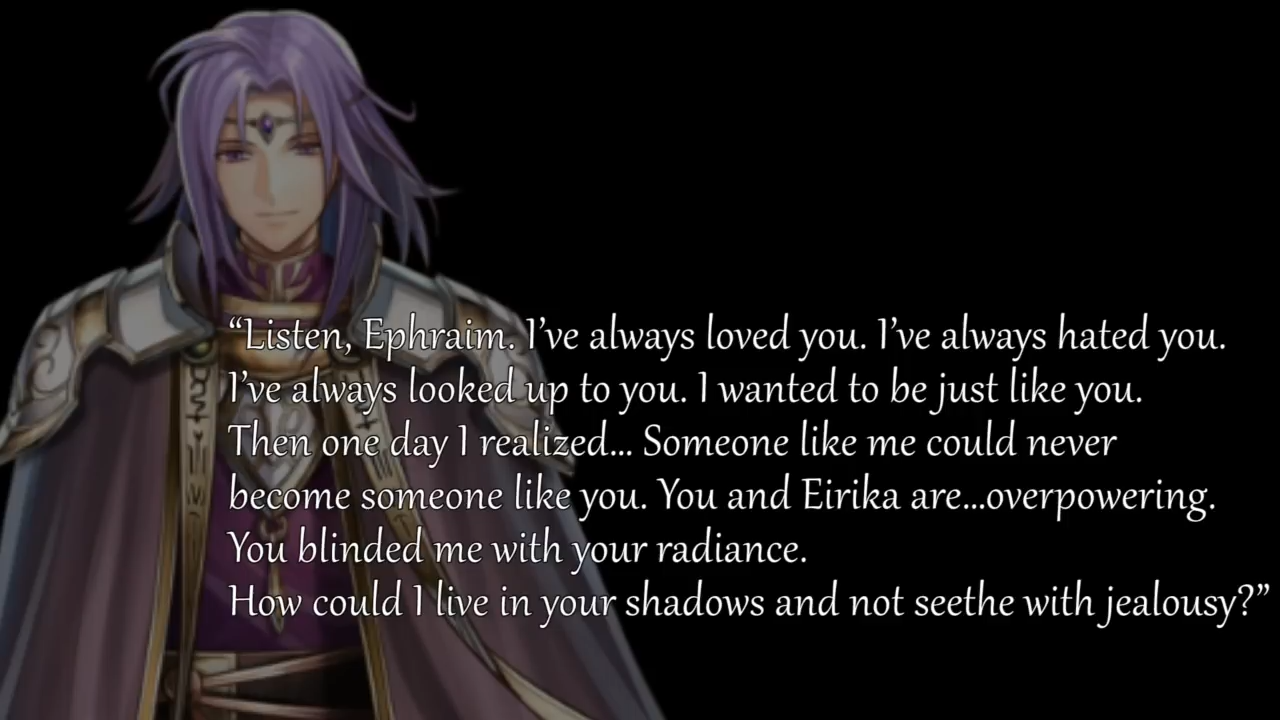 “Listen, Ephraim. I’ve always loved you. I’ve always hated you.
I’ve always looked up to you. I wanted to be just like you.
Then one day I realized... Someone like me could never
become someone like you. You and Eirika are...overpowering.
You blinded me with your radiance.
How could I live in your shadows and not seethe with jealousy?”